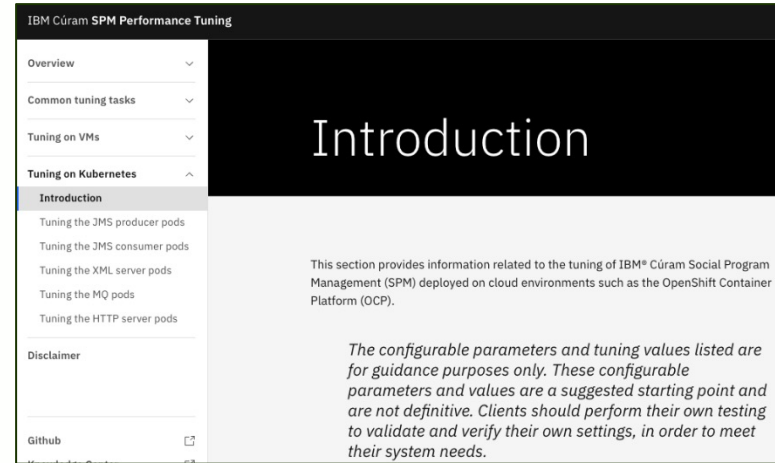 IBM Cúram SPM Performance Tuning
Overview
Common tuning tasks
Tuning on VMs
Tuning on Kubernetes
Introduction
Tuning the JMS producer pods
Tuning the JMS consumer pods
Tuning the XML server pods
Tuning the MQ pods
Tuning the HTTP server pods
Disclaimer
Github
Introduction
This section provides information related to the tuning of IBM® Cúram Social Program
Management (SPM) deployed on cloud environments such as the OpenShift Container
Platform (OCP).
The configurable parameters and tuning values listed are
for guidance purposes only. These configurable
parameters and values are a suggested starting point and
are not definitive. Clients should perform their own testing
to validate and verify their own settings, in order to meet
their system needs.